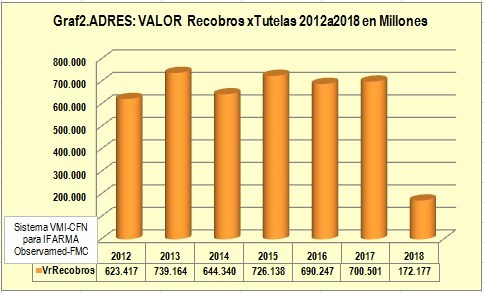 Graf2.ADRES: VALOR Recobros xTutelas 2012a2018 en Millones
800.000
700.000
600.000
500.000
400.000
300.000
200.000
Sistema VMI-CFN
para IFARMA
Observamed-FMC
2012 2013 2014 2015 2016 2017 2018
VrRecobros 623.417 739.164 644.340 726.138 690.247 700.501 172.177